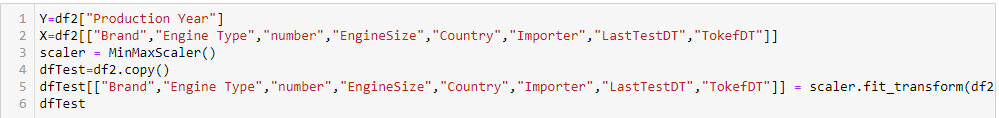 1 Y=df2["Production Year"]
2 X=df2[["Brand","Engine Type","number","EngineSize","Country","Importer","LastTestDT","TokefDT"]]
3 scaler = MinMaxScaler()
4 dfTest=df2.copy()
5 dfTest[["Brand","Engine Type","number","EngineSize","Country","Importer","LastTestDT","TokefDT"]] = scaler.fit_transform(df2
6 dfTest